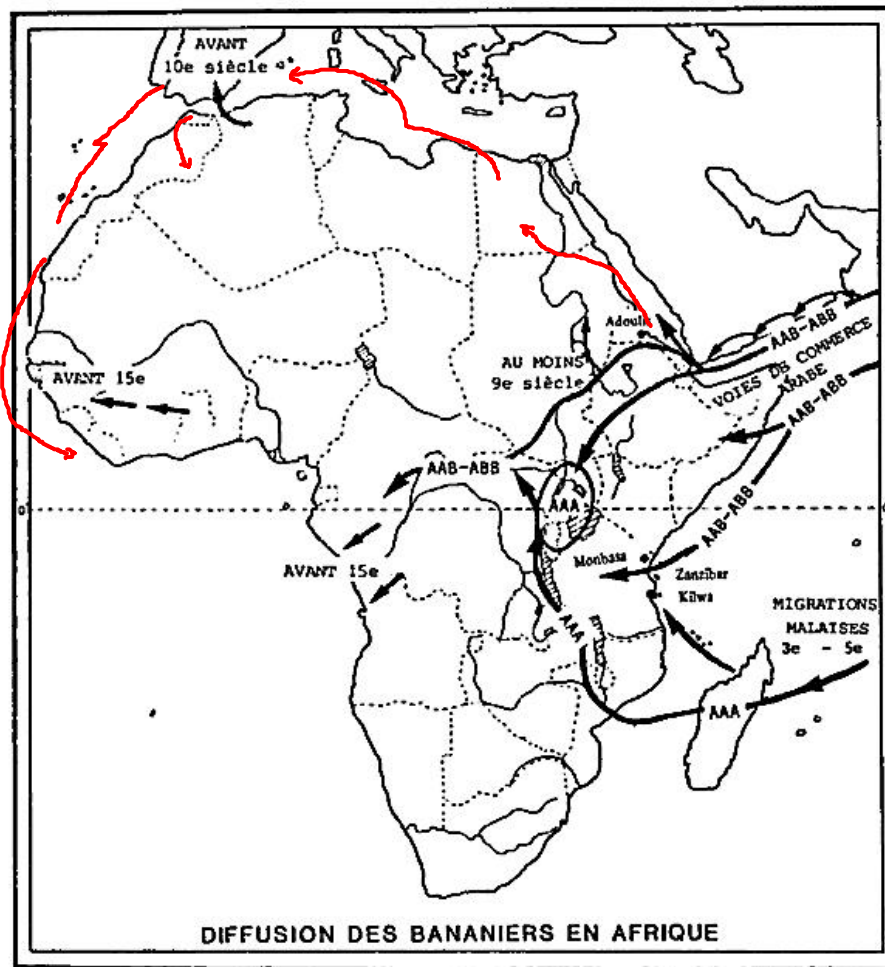 AVANT
10e siècle
Adoulis
AAB-ABB
AU MOINS
9e siècle
VOIES DE COMMERCE
ARABE
AVANT 15e
AAB-ABB
AAB-ABB
AAA
0
AAB-ABB
Monbasa
AVANT 15e
Zanzibar
Kilwa
MIGRATIONS
MALAISES
3e - 5e
AAA
AAA
DIFFUSION DES BANANIERS EN AFRIQUE